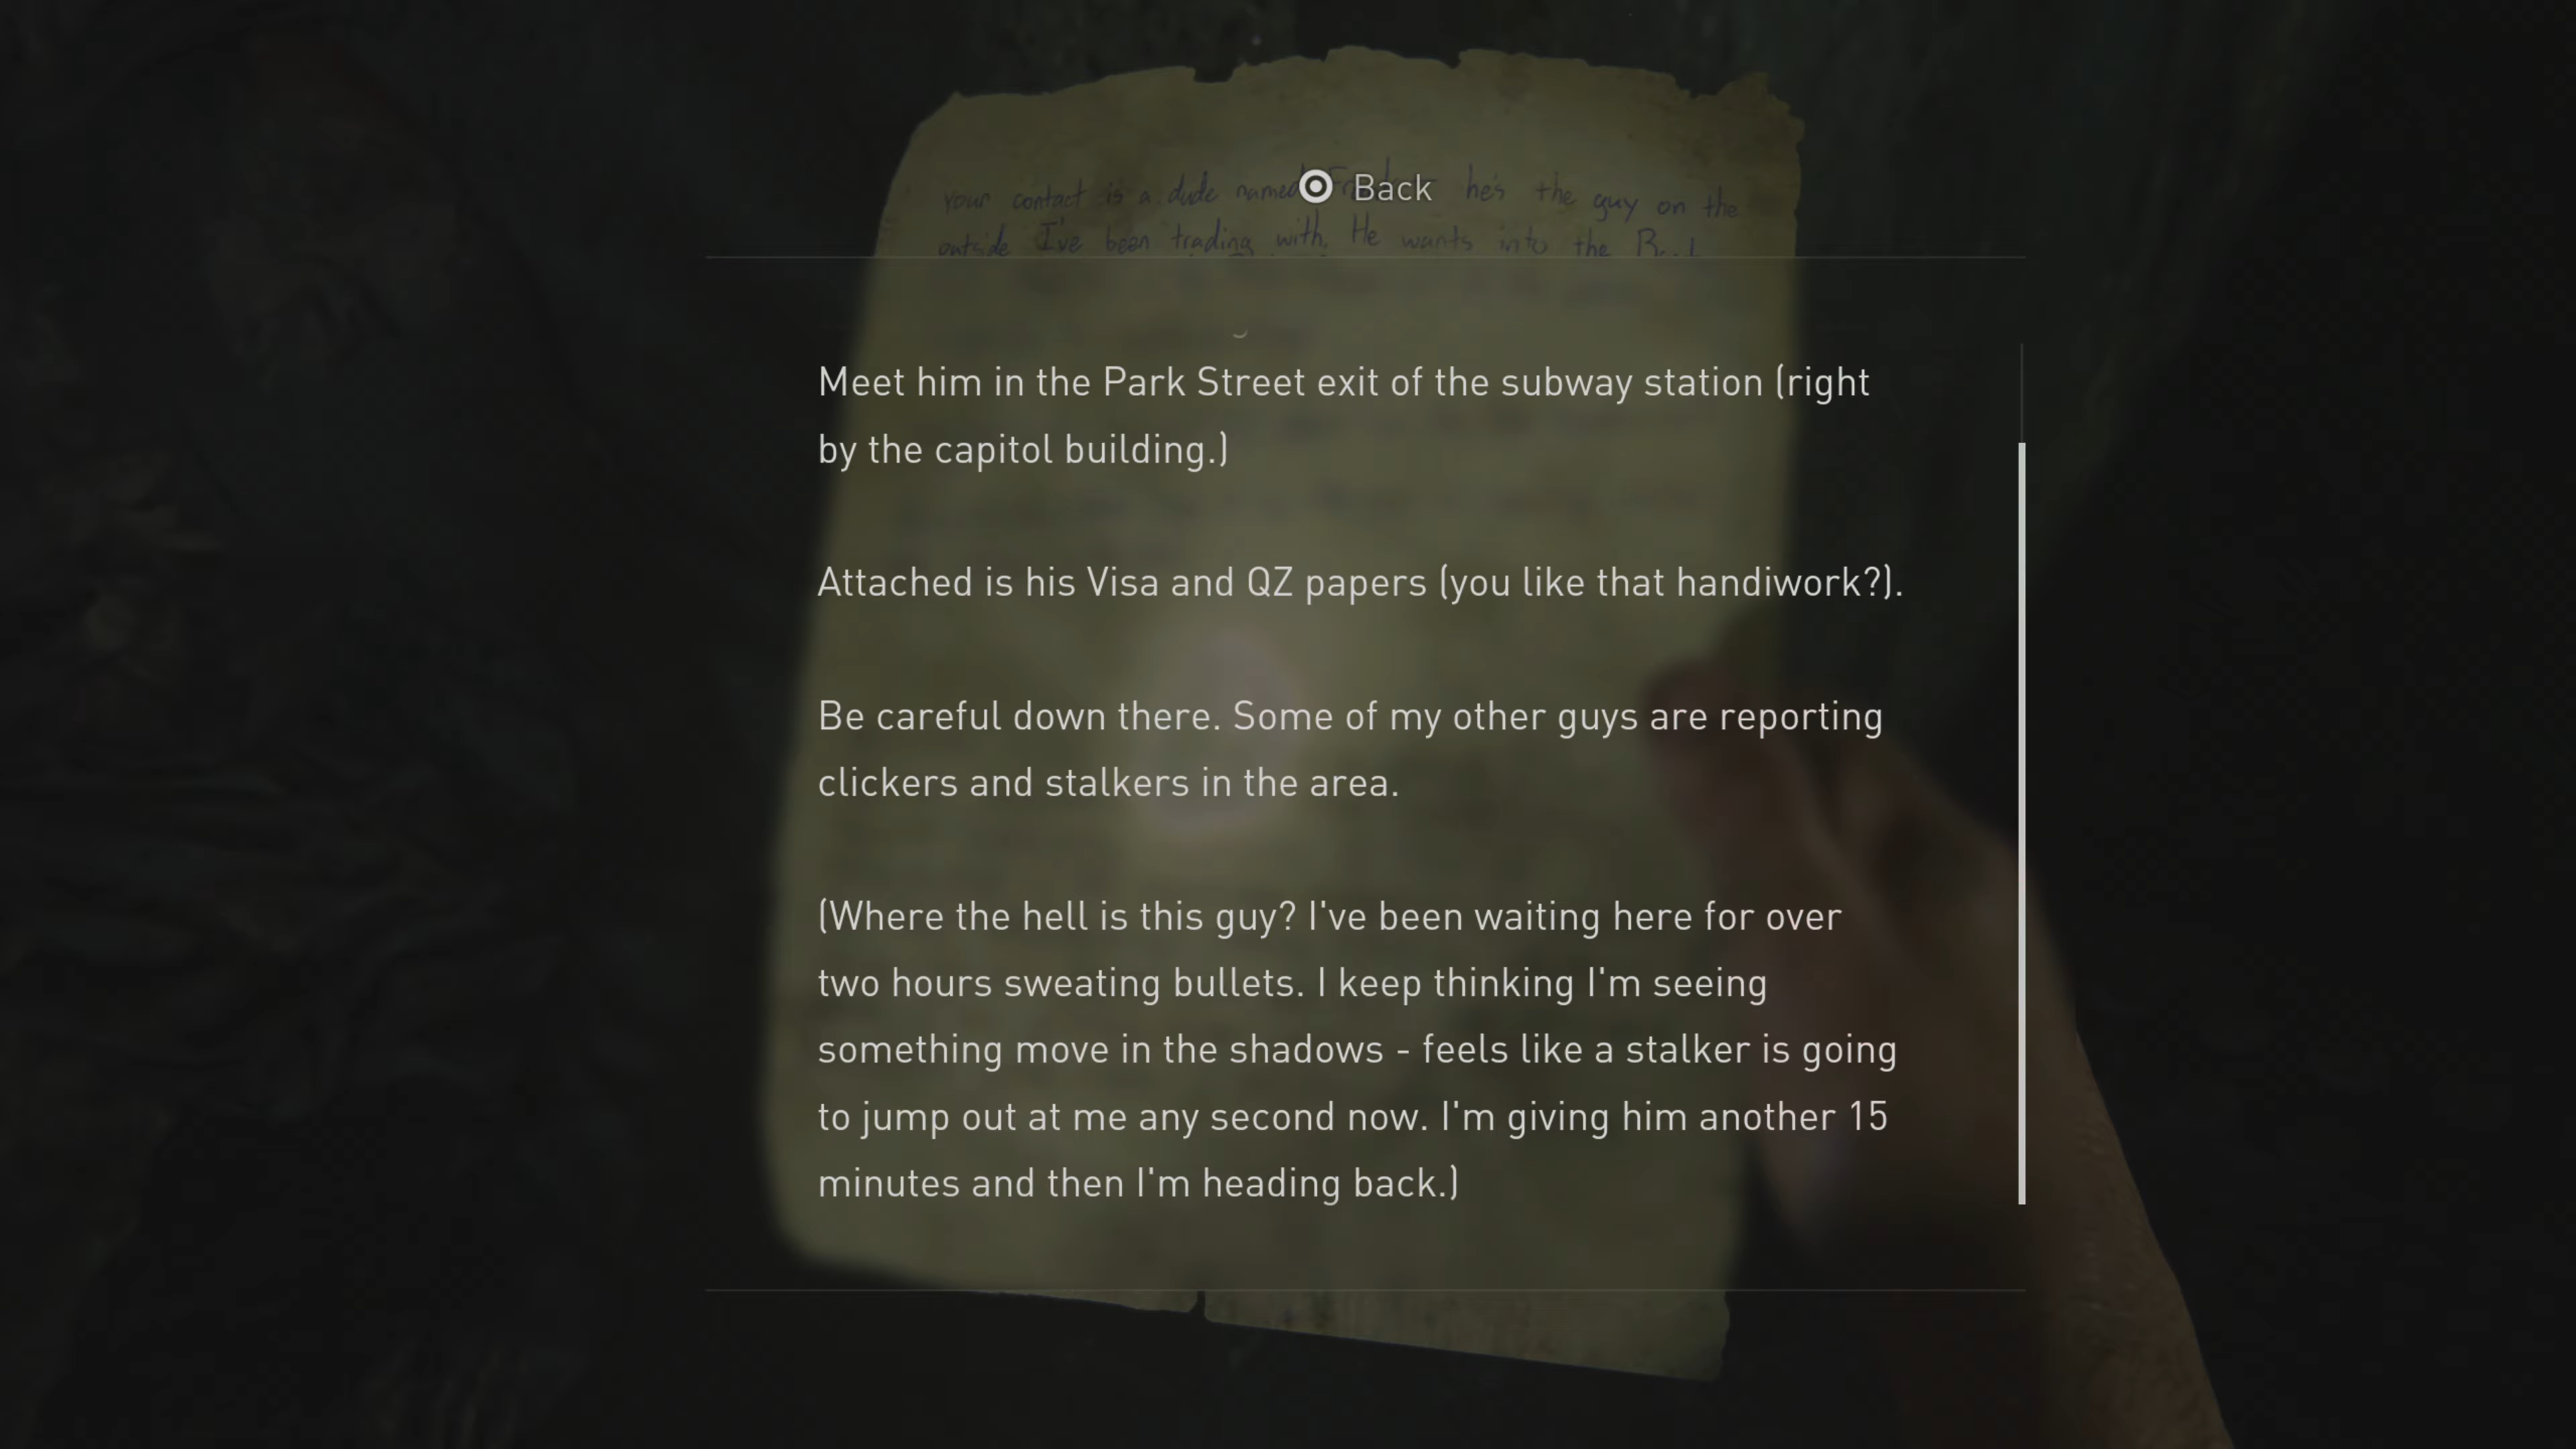 your contact is a dude named he's the guy on the
Back
outside I've been trading with. He wants into the
Meet him in the Park Street exit of the subway station (right
by the capitol building.)
Attached is his Visa and QZ papers (you like that handiwork?).
Be careful down there. Some of my other guys are reporting
clickers and stalkers in the area.
(Where the hell is this guy? I've been waiting here for over
two hours sweating bullets. I keep thinking I'm seeing
something move in the shadows - feels like a stalker is going
to jump out at me any second now. I'm giving him another 15
minutes and then I'm heading back.)